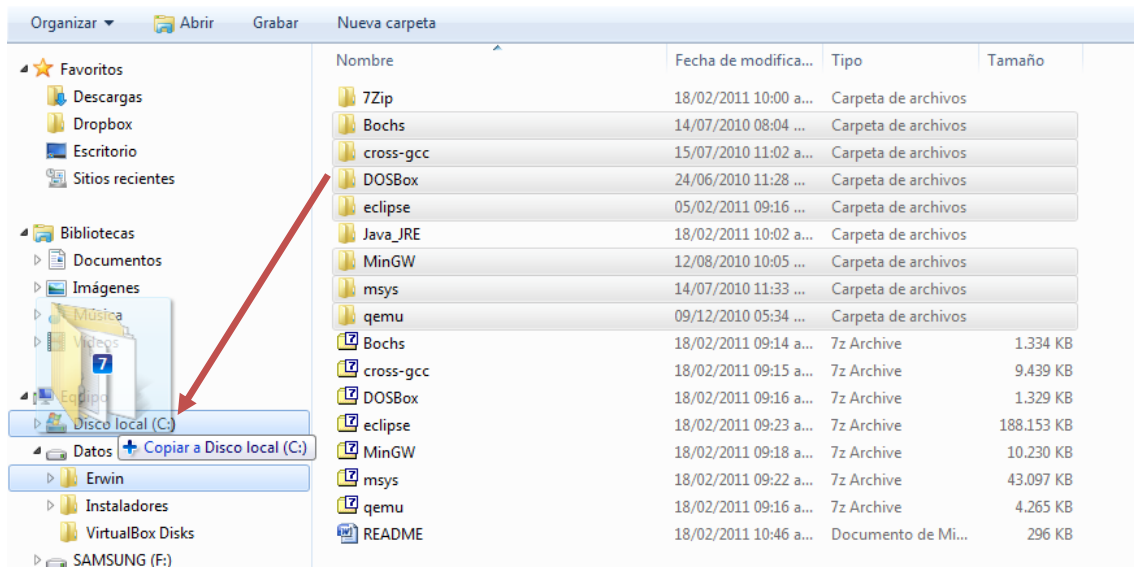 Organizar Abrir Grabar Nueva carpeta
Favoritos
Descargas
Dropbox
Escritorio
Sitios recientes
Bibliotecas
Documentos
Imágenes
Música
Videos
7
Equipo
Disco local (C:)
Copiar a Disco local (C:)
Datos
Erwin
Instaladores
VirtualBox Disks
SAMSUNG (F:)
Nombre Fecha de modifica... Tipo Tamaño
7Zip 18/02/2011 10:00 a... Carpeta de archivos
Bochs 14/07/2010 08:04 ... Carpeta de archivos
cross-gcc 15/07/2010 11:02 a... Carpeta de archivos
DOSBox 24/06/2010 11:28 ... Carpeta de archivos
eclipse 05/02/2011 09:16 ... Carpeta de archivos
Java_JRE 18/02/2011 10:02 a... Carpeta de archivos
MinGW 12/08/2010 10:05 ... Carpeta de archivos
msys 14/07/2010 11:33 ... Carpeta de archivos
qemu 09/12/2010 05:34 ... Carpeta de archivos
Bochs 18/02/2011 09:14 a... 7z Archive 1.334 KB
cross-gcc 18/02/2011 09:15 a... 7z Archive 9.439 KB
DOSBox 18/02/2011 09:16 a... 7z Archive 1.329 KB
eclipse 18/02/2011 09:23 a... 7z Archive 188.153 KB
MinGW 18/02/2011 09:18 a... 7z Archive 10.230 KB
msys 18/02/2011 09:22 a... 7z Archive 43.097 KB
qemu 18/02/2011 09:16 a... 7z Archive 4.265 KB
README 18/02/2011 10:46 a... Documento de Mi... 296 KB